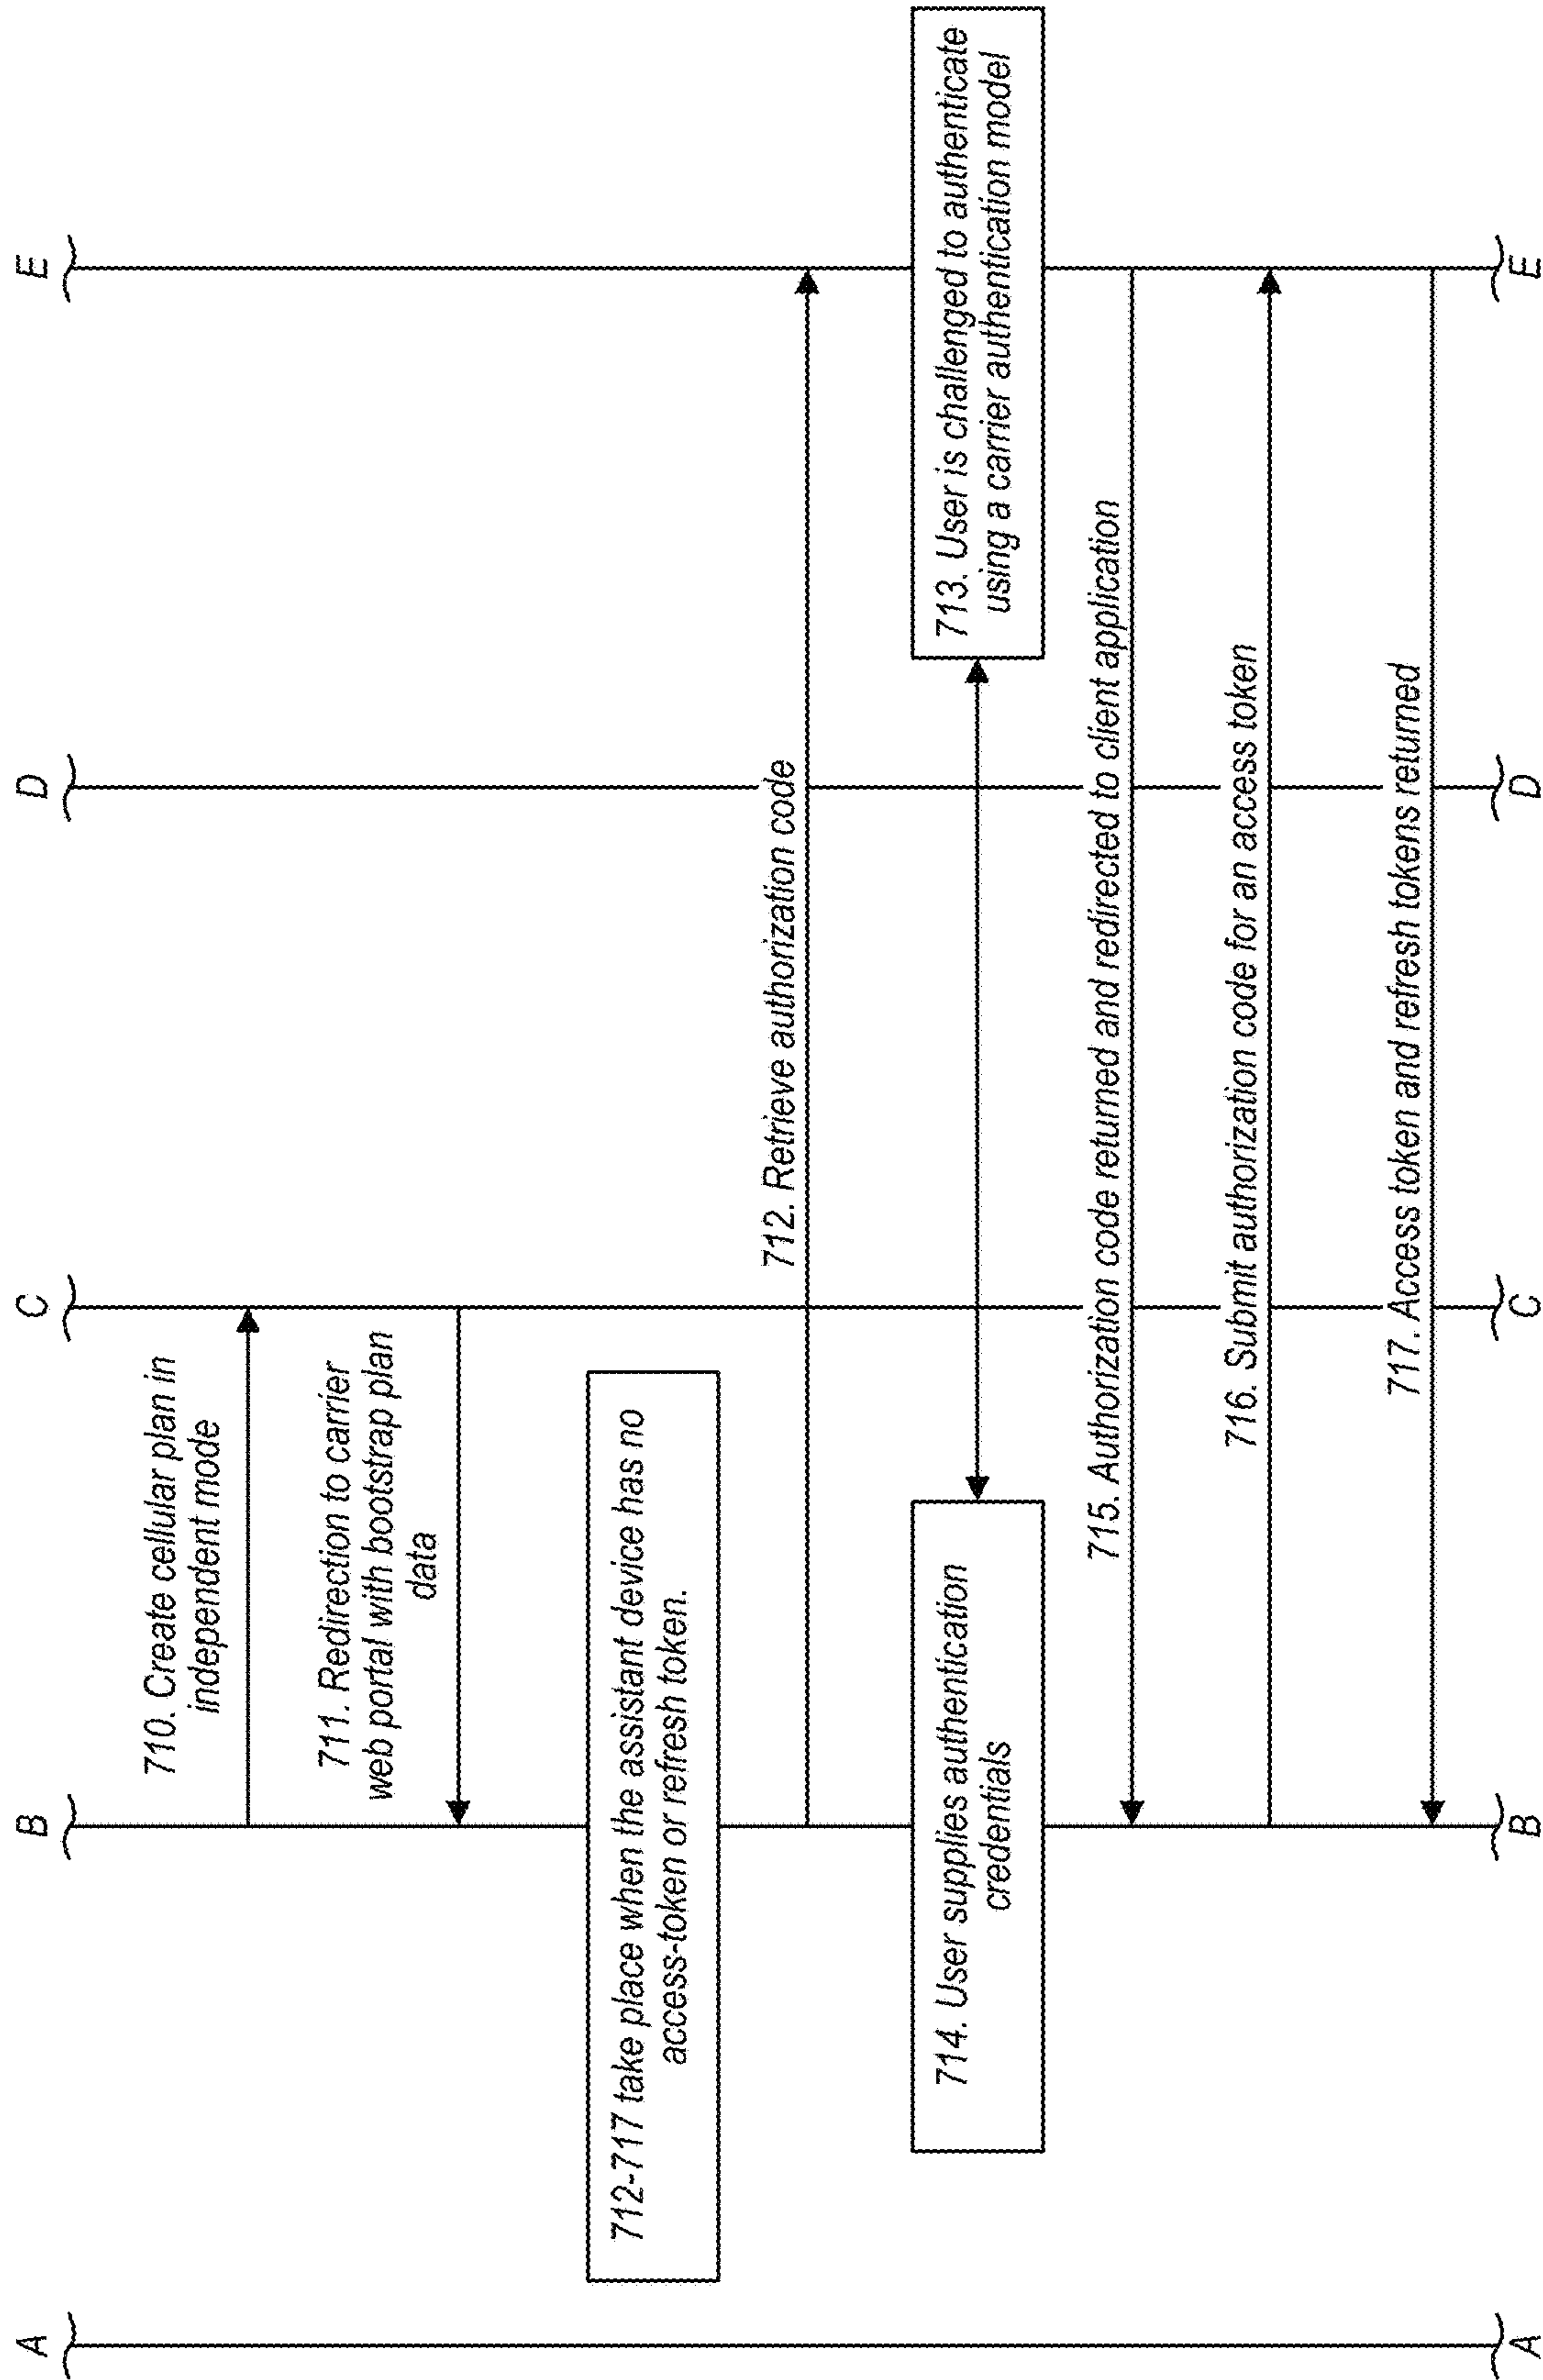 A
B
C
D
E
710. Create cellular plan in
independent mode
711. Redirection to carrier
web portal with bootstrap plan
data
712-717 take place when the assistant device has no
access-token or refresh token.
712. Retrieve authorization code
714. User supplies authentication
credentials
713. User is challenged to authenticate
using a carrier authentication model
715. Authorization code returned and redirected to client application
716. Submit authorization code for an access token
717. Access token and refresh tokens returned
A
B
C
D
E